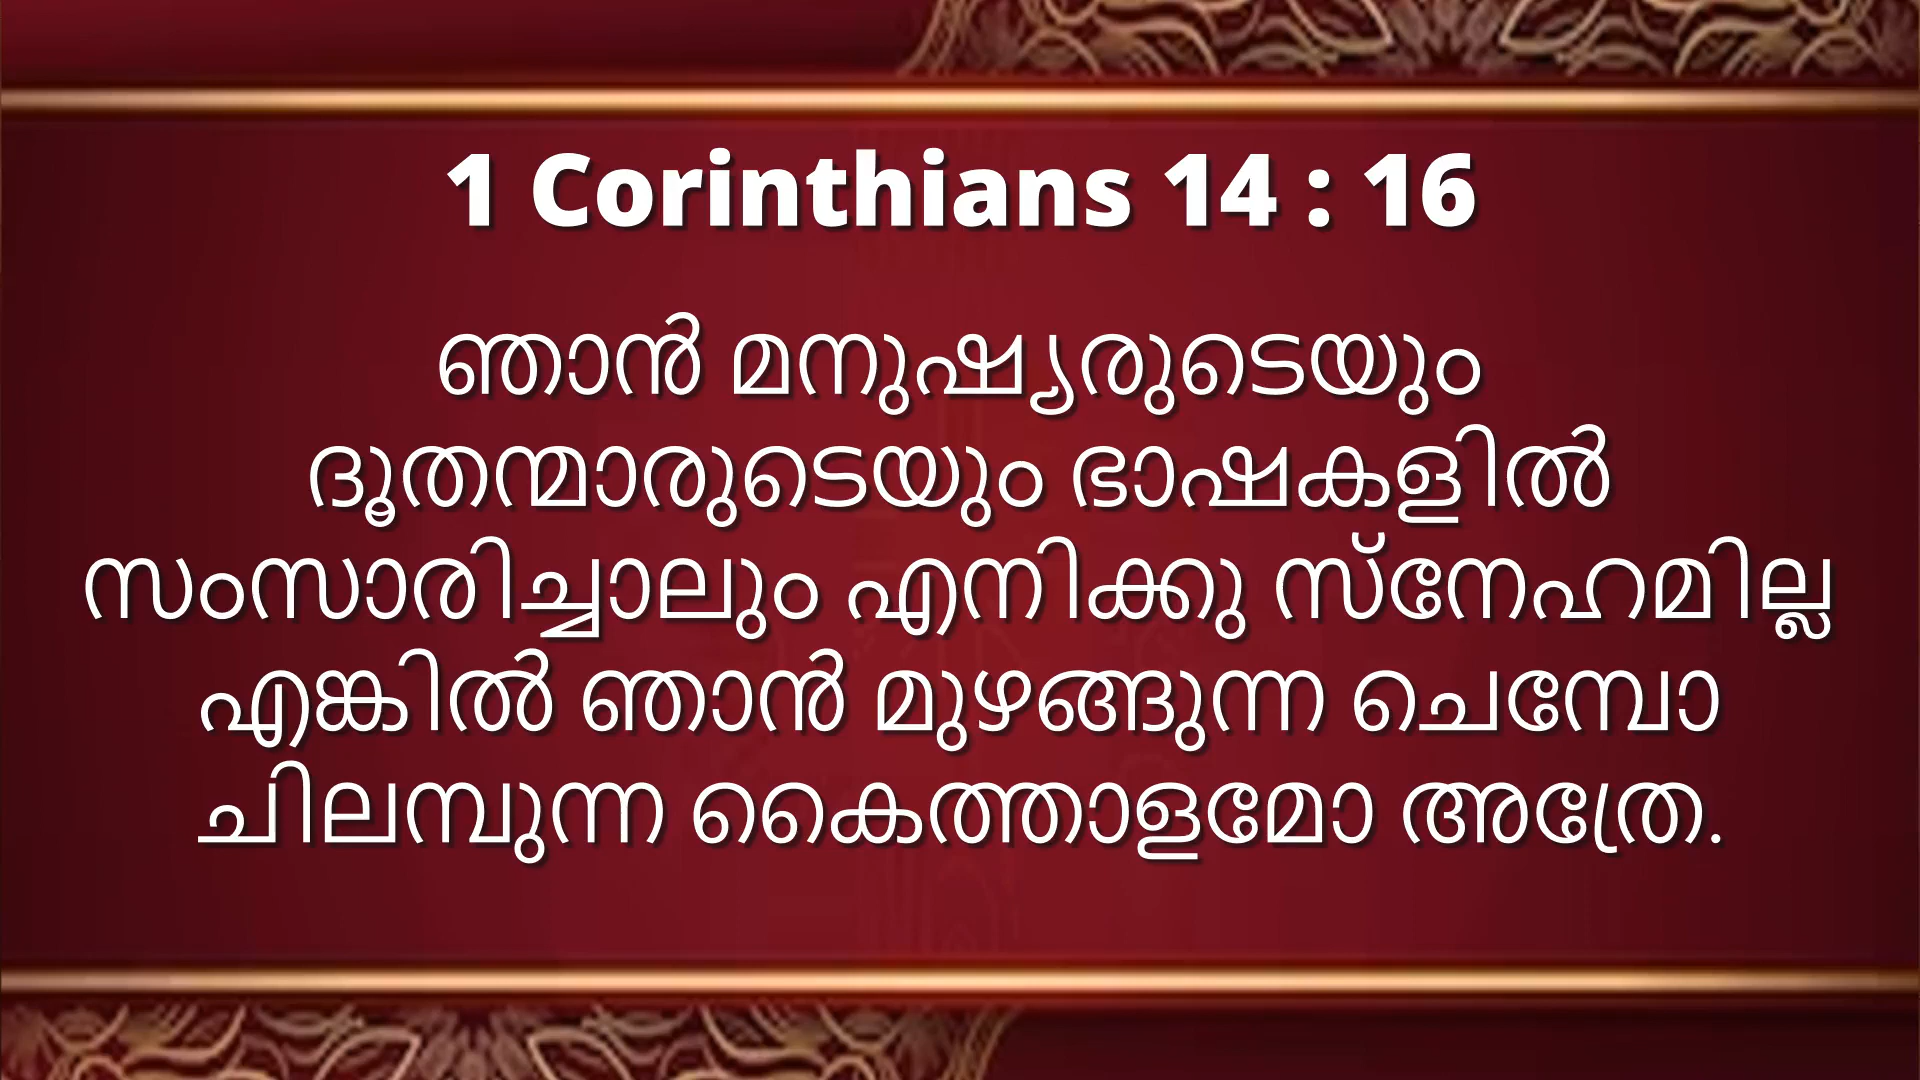 1 Corinthians 14 : 16
ഞാൻ മനുഷ്യരുടെയും
ദൂതന്മാരുടെയും ഭാഷകളിൽ
സംസാരിച്ചാലും എനിക്കു സ്നേഹമില്ല
എങ്കിൽ ഞാൻ മുഴങ്ങുന്ന ചെമ്പോ
ചിലമ്പുന്ന കൈത്താളമോ അത്രേ.